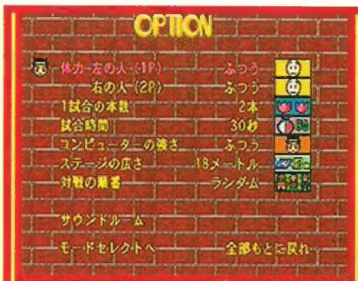 OPTION
体力-左の人(1P) ふつう
右の人(2P) ふつう
1試合の本数 2本
試合時間 30秒
コンピューターの強さ ふつう
ステージの広さ 18メートル
対戦の順番 ランダム
サウンドルーム
モードセレクトへ 全部もとに戻れ